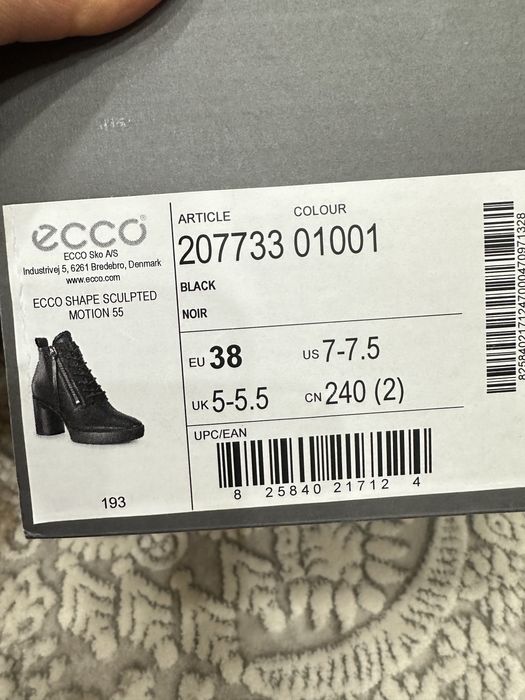 ecco
ECCO Sko A/S
Industrivej 5, 6261 Bredebro, Denmark
www.ecco.com
ECCO SHAPE SCULPTED
MOTION 55
193
ARTICLE COLOUR
207733 01001
BLACK
NOIR
EU 38 US 7-7.5
UK 5-5.5 CN 240 (2)
UPC/EAN
8 25840 21712 4
825840217124700047097132​8